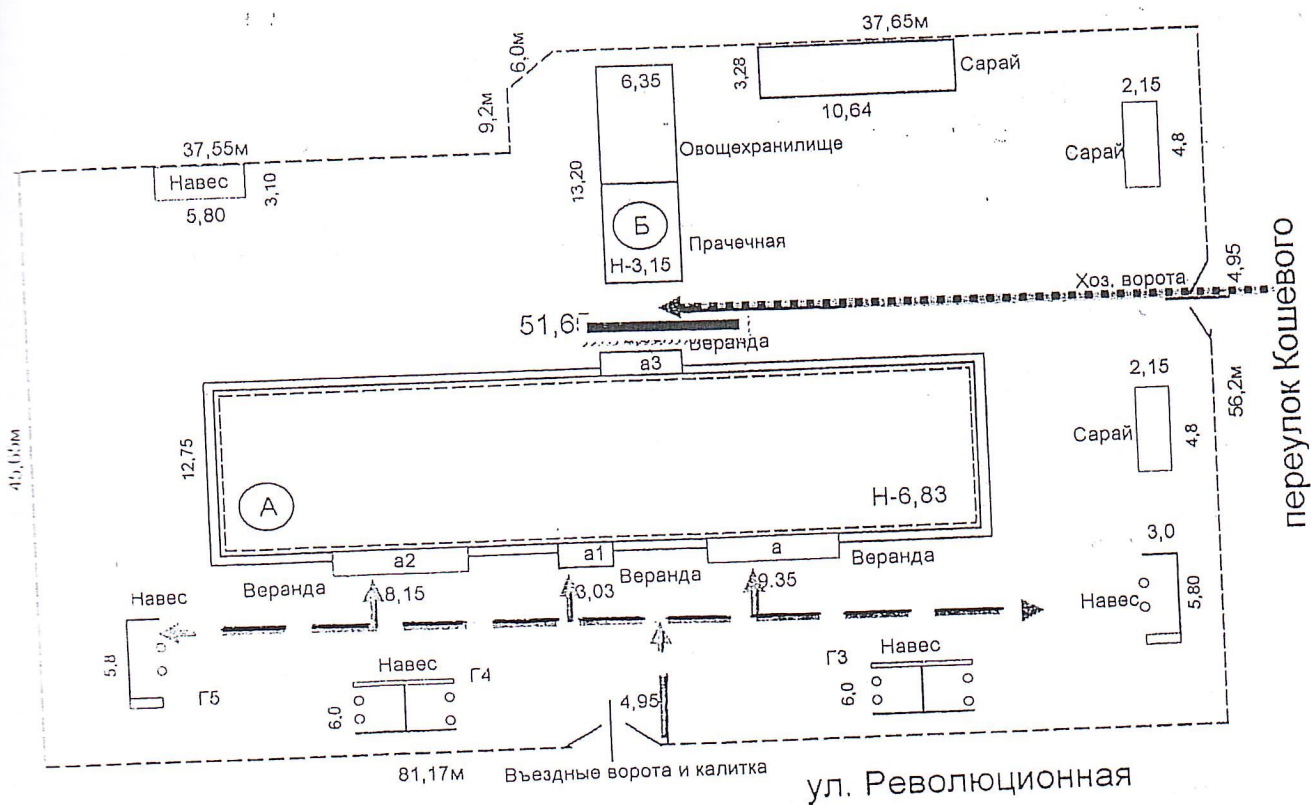 37,65м
6,0м
9,2м
6,35
3,28
Сарай
10,64
2,15
37,55м
Навес
3,10
5,80
Овощехранилище
13,20
Сарай
4,8
Б
Прачечная
Н-3,15
Хоз. ворота
4,95
переулок Кошевого
Веранда
а3
56,2м
2,15
Сарай
4,8
12,75
А
Н-6,83
а2
а1
а
Веранда
8,15
3,03
Веранда
9.35
Веранда
3,0
Навес
5,80
Навес
5,8
Г5
Навес
Г4
6,0
4,95
Г3
Навес
6,0
81,17м
Въездные ворота и калитка
ул. Революционная